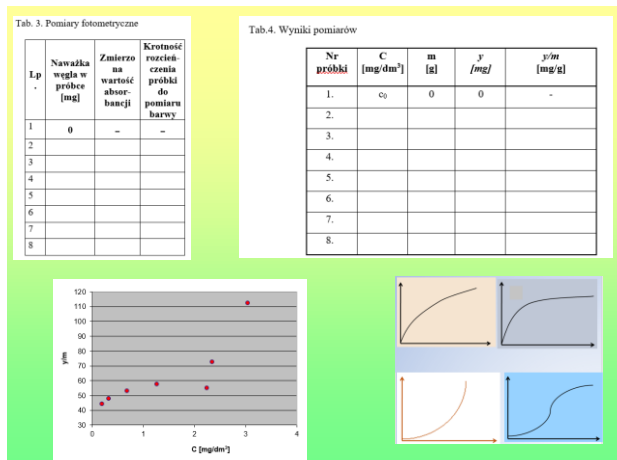 Tab. 3. Pomiary fotometryczne
Lp
.
Naważka
węgla w
próbce
[mg]
Zmierzo
na
wartość
absor-
bancji
Krotność
rozcień-
czenia
próbki
do
pomiaru
barwy
1 0 – –
2
3
4
5
6
7
8
Tab.4. Wyniki pomiarów
Nr
próbki
C
[mg/dm³]
m
[g]
y
[mg]
y/m
[mg/g]
1. c₀ 0 0 -
2.
3.
4.
5.
6.
7.
8.
120
110
100
90
80
70
60
50
40
30
y/m
0 1 2 3 4
C [mg/dm³]